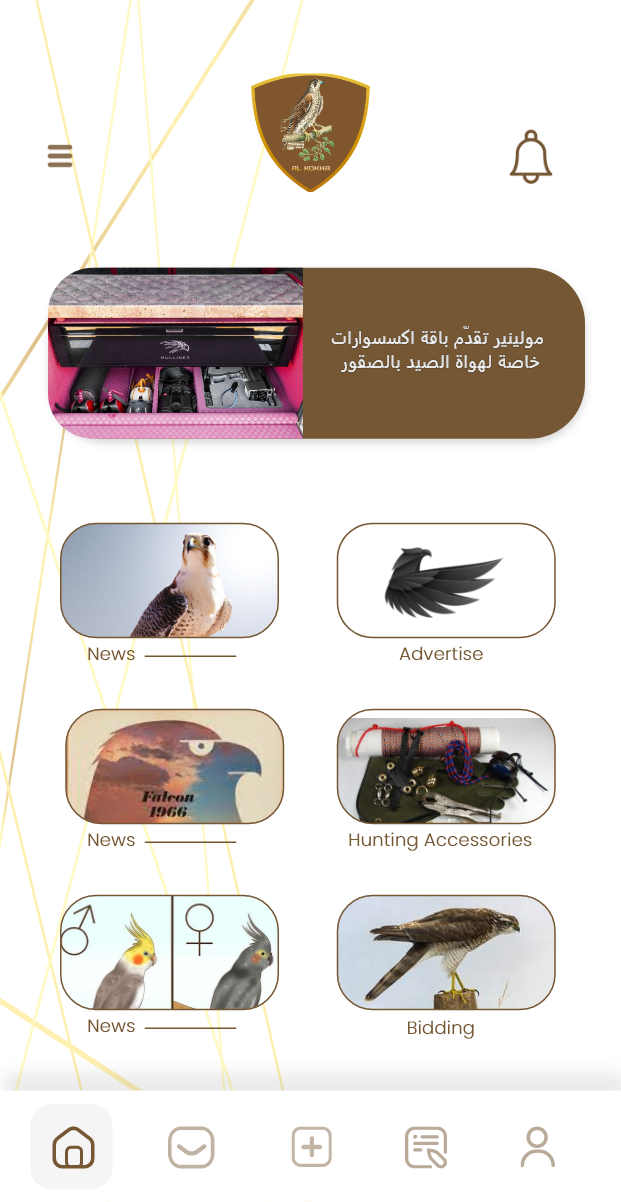 AL KOKHA
مولينير تقدّم باقة اكسسوارات
خاصة لهواة الصيد بالصقور
MULLINER
News
Advertise
Falcon
1966
News
Hunting Accessories
News
Bidding